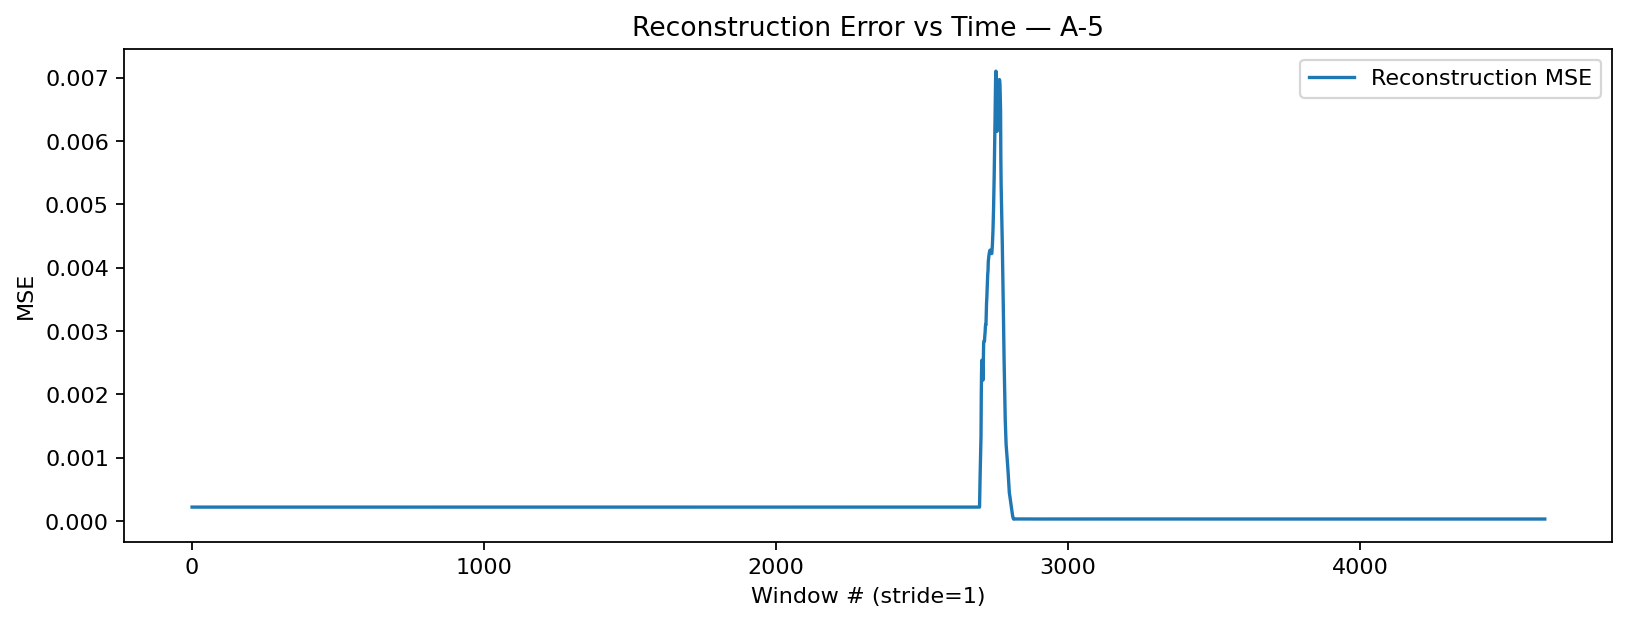 Reconstruction Error vs Time — A-5
Reconstruction MSE
0.007
0.006
0.005
0.004
0.003
0.002
0.001
0.000
MSE
0 1000 2000 3000 4000
Window # (stride=1)